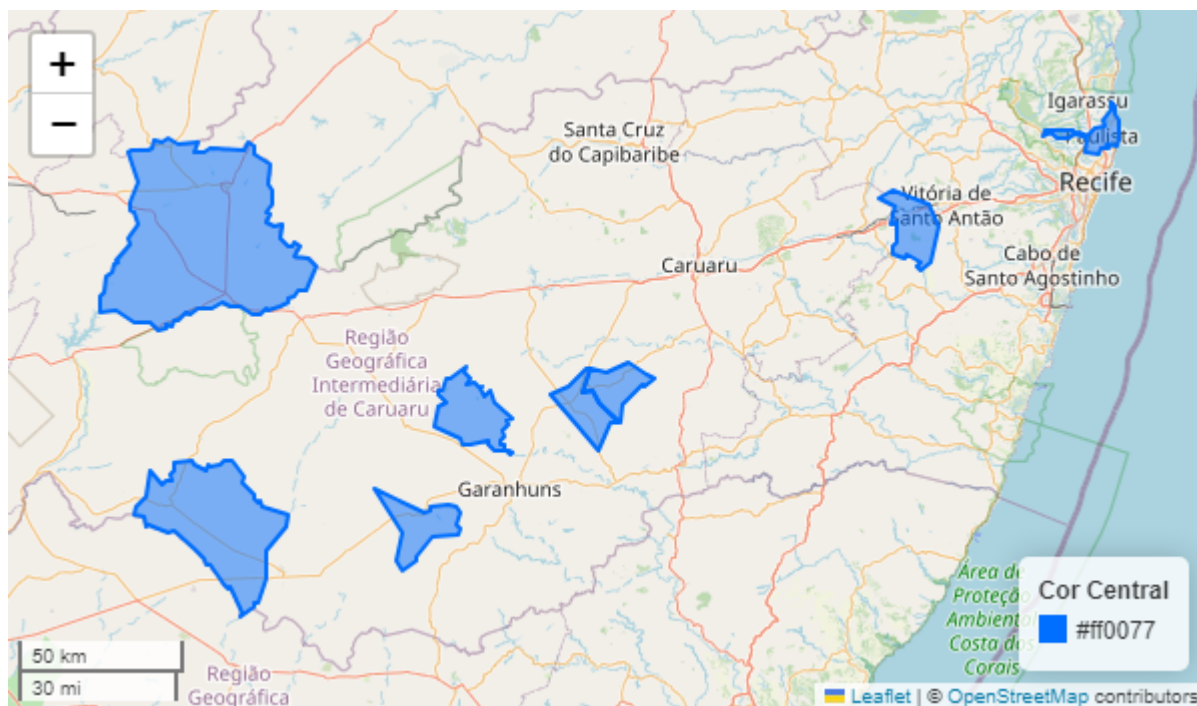 +
−
Igarassu
Paulista
Recife
Santa Cruz
do Capibaribe
Vitória de
Santo Antão
Cabo de
Santo Agostinho
Caruaru
Região
Geográfica
Intermediária
de Caruaru
Garanhuns
Área de
Proteção
Ambiental
Costa dos
Corais
Cor Central
#ff0077
50 km
30 mi
Região
Geográfica
Leaflet | © OpenStreetMap contributors